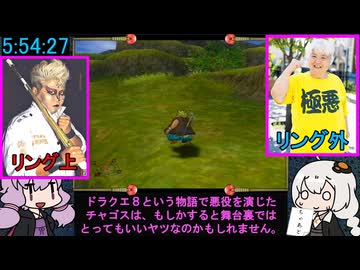 5:54:27
極悪
リング上
リング外
ドラクエ８という物語で悪役を演じた
チャゴスは、もしかすると舞台裏では
とってもいいヤツなのかもしれません。